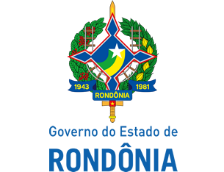 1943 1981
RONDÔNIA
Governo do Estado de
RONDÔNIA